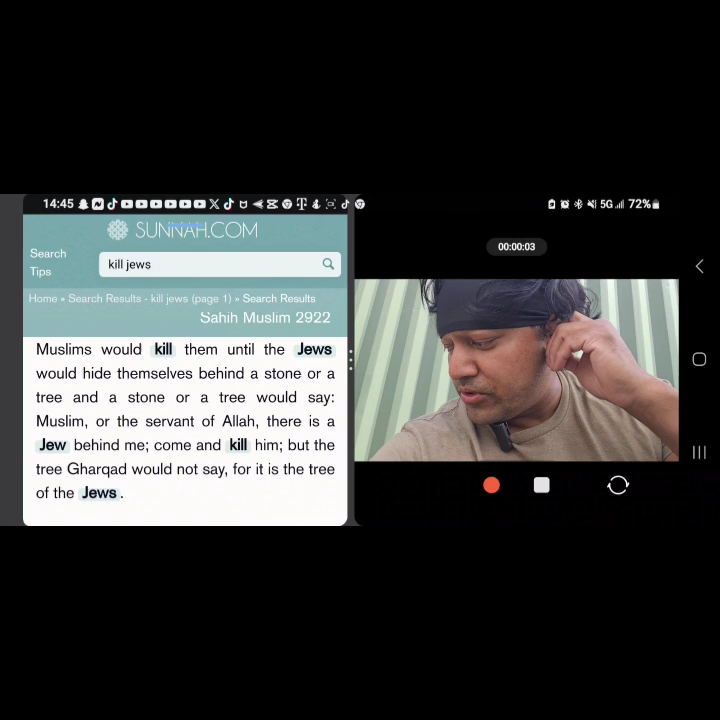 14:45
5G 72%
SUNNAH.COM
Search
Tips
kill jews
Home » Search Results - kill jews (page 1) » Search Results
Sahih Muslim 2922
Muslims would kill them until the Jews
would hide themselves behind a stone or a
tree and a stone or a tree would say:
Muslim, or the servant of Allah, there is a
Jew behind me; come and kill him; but the
tree Gharqad would not say, for it is the tree
of the Jews.
00:00:03